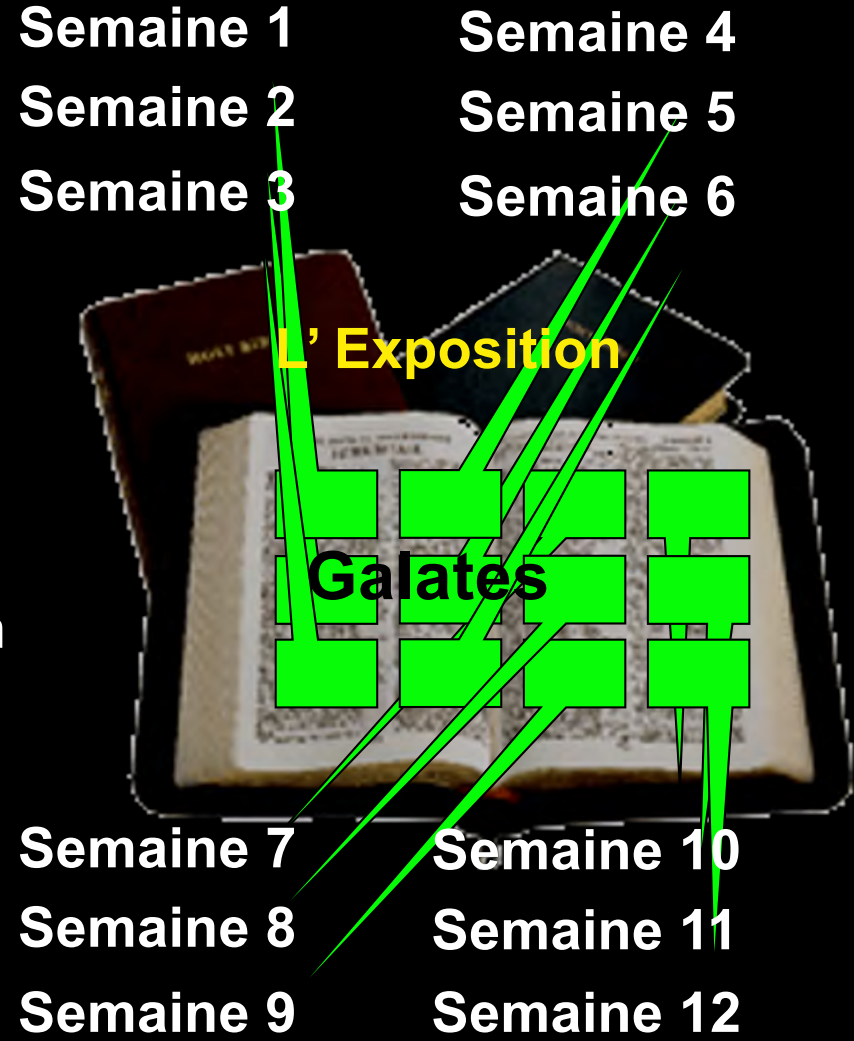 Semaine 1
Semaine 2
Semaine 3
Semaine 4
Semaine 5
Semaine 6
L’ Exposition
Galates
Semaine 7
Semaine 8
Semaine 9
Semaine 10
Semaine 11
Semaine 12